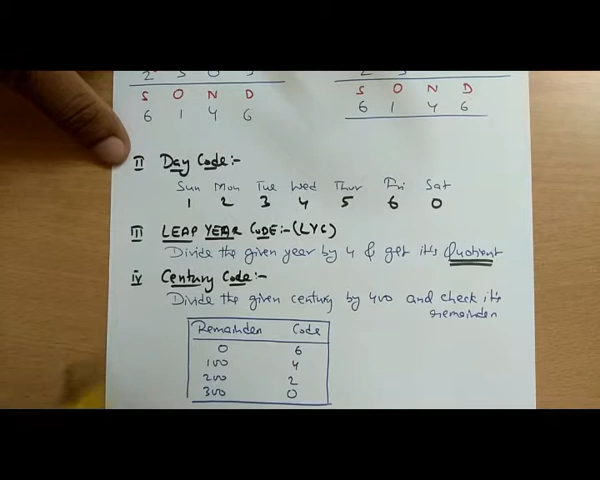 S O N D S O N D
6 1 4 6 6 1 4 6
II Day Code:-
Sun Mon Tue Wed Thur Fri Sat
1 2 3 4 5 6 0
III LEAP YEAR CODE:-(LYC)
Divide the given year by 4 & get it's Quotient
iv Century Code:-
Divide the given century by 400 and check it's
remainder
Remainder Code
0 6
100 4
200 2
300 0